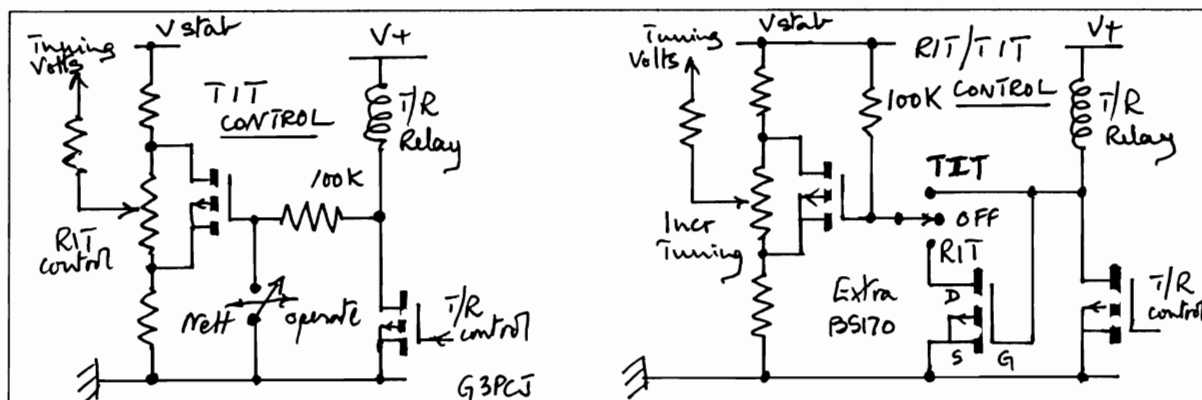 Tuning Volts
Vstab
V+
TIT
CONTROL
T/R
Relay
100K
RIT
control
Nett
operate
T/R
control
G3PCJ
Tuning
Volts
Vstab
RIT/TIT
CONTROL
100K
V+
T/R
Relay
TIT
OFF
RIT
Incr
Tuning
Extra
BS170
D
S
G
T/R
control